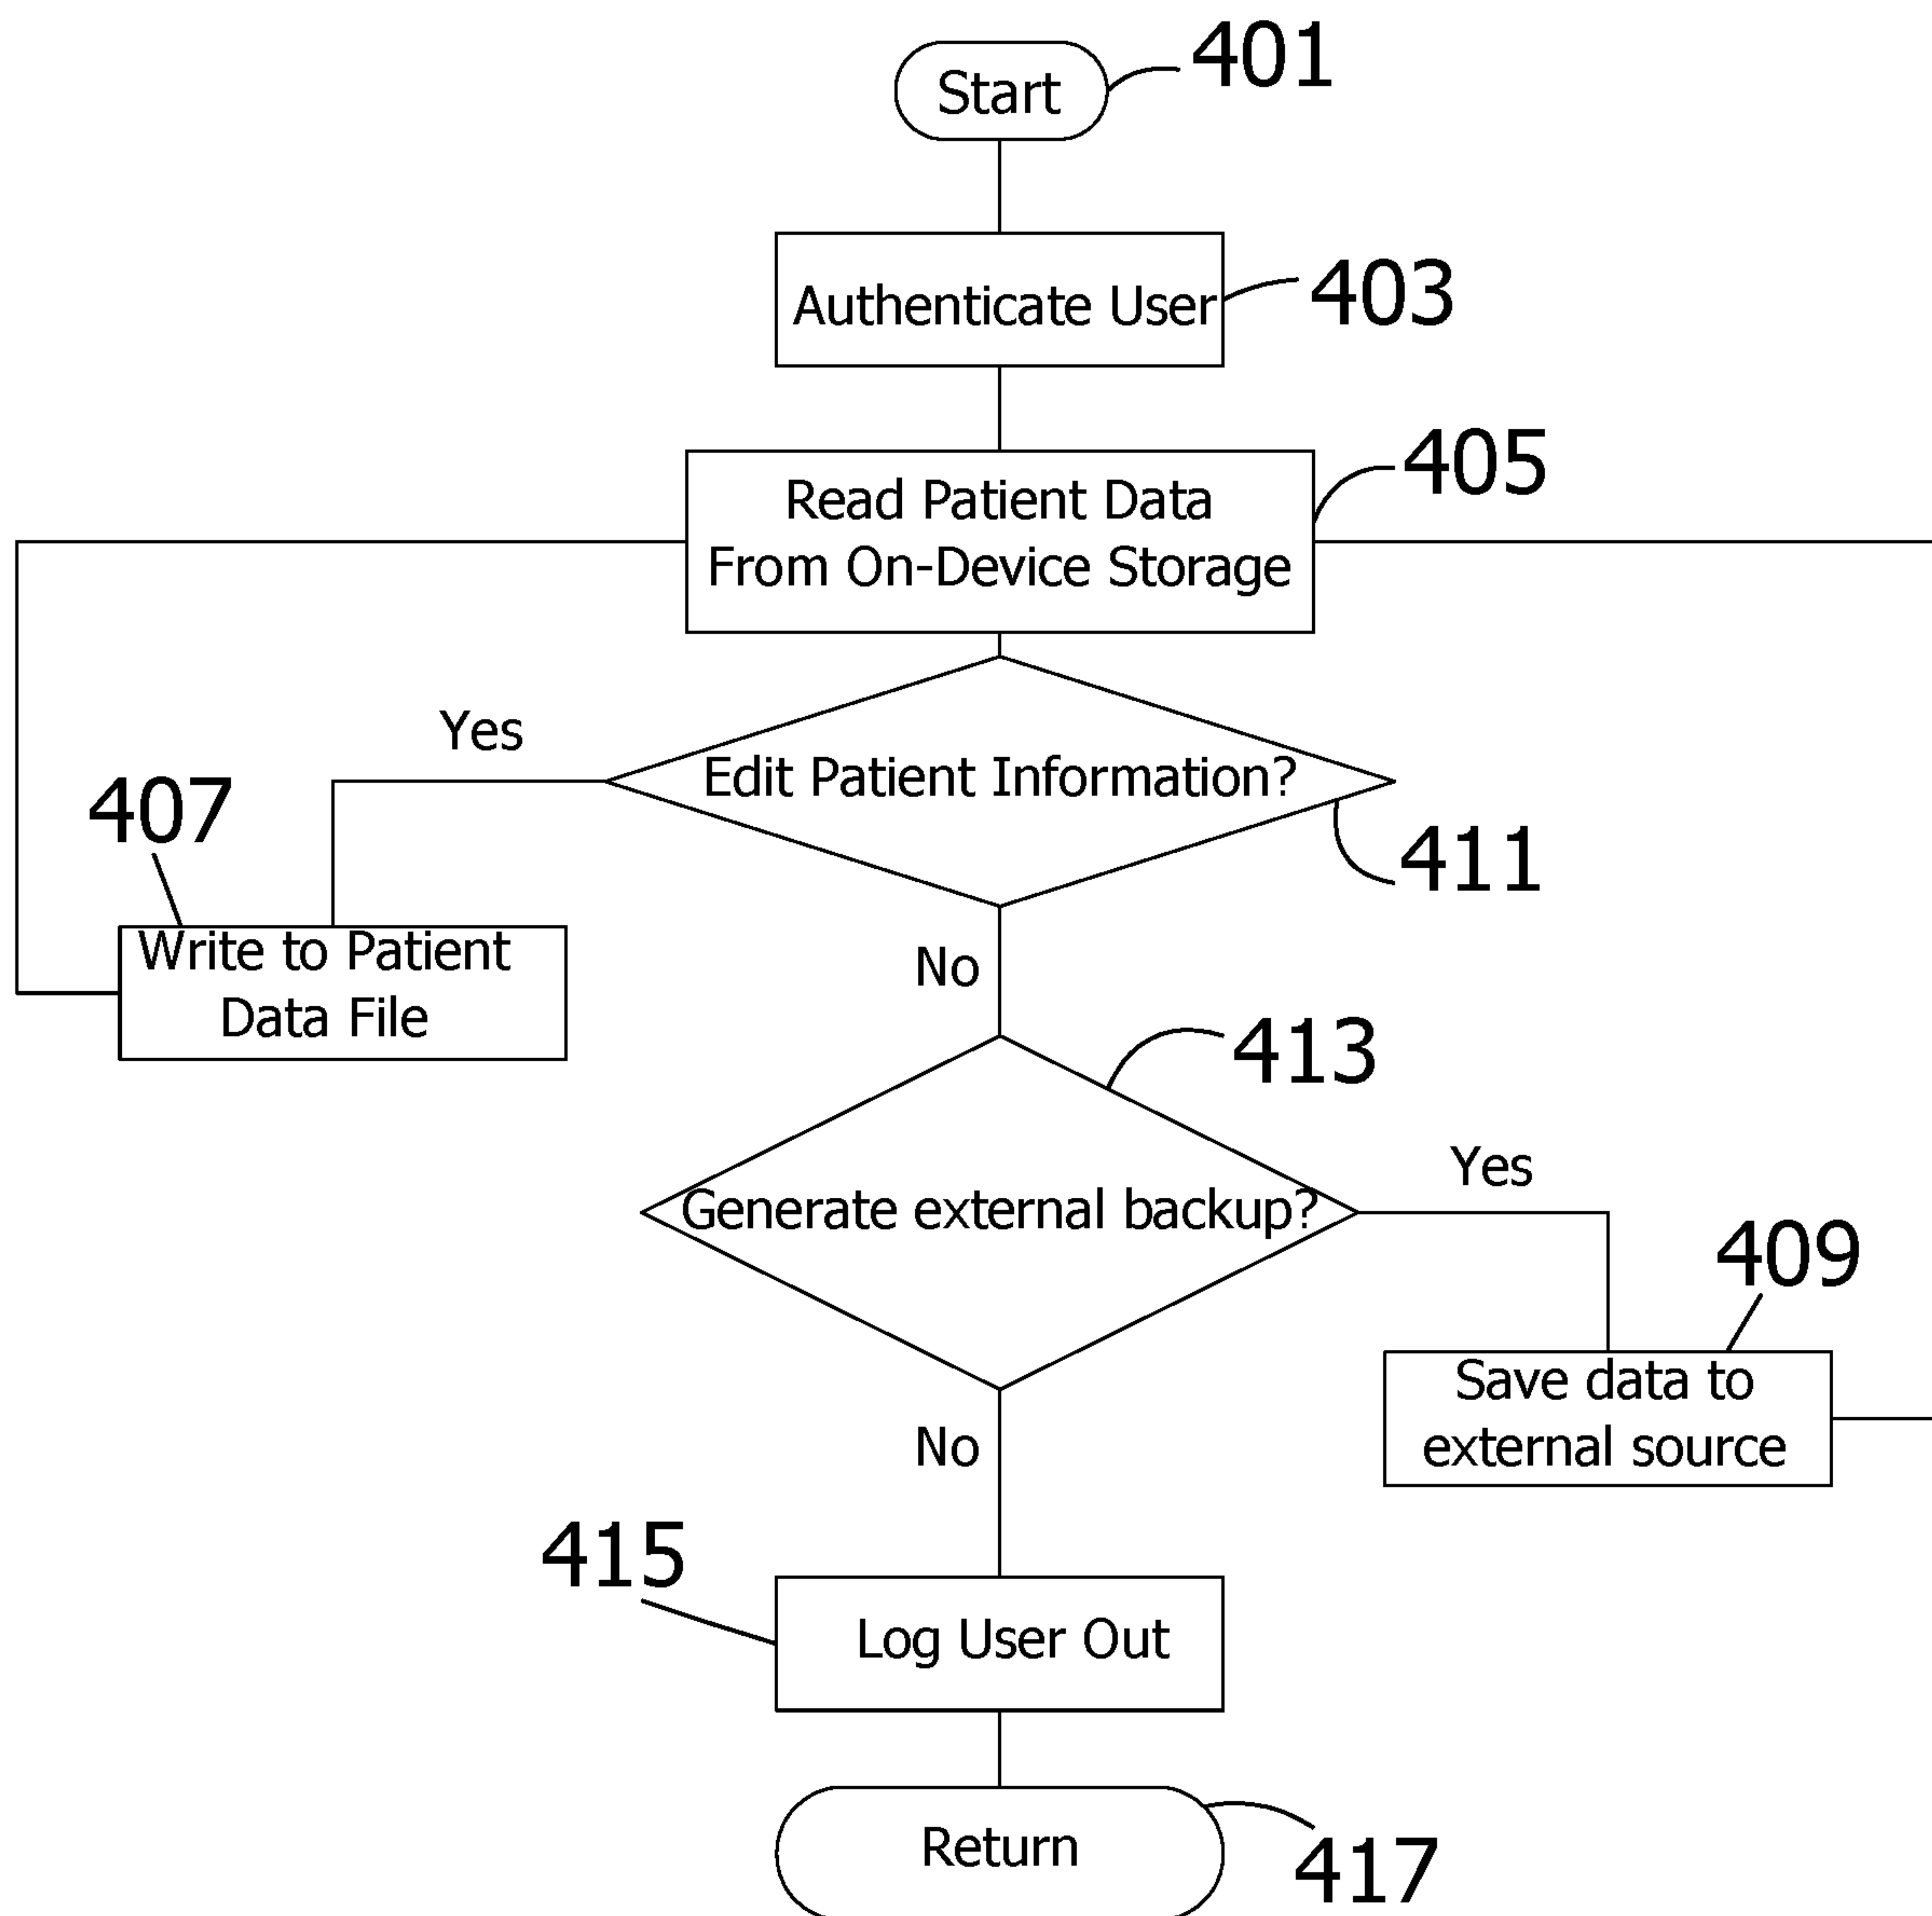 Start
401
Authenticate User
403
Read Patient Data
From On-Device Storage
405
Yes
Edit Patient Information?
411
407
Write to Patient
Data File
No
413
Generate external backup?
Yes
409
Save data to
external source
No
415
Log User Out
Return
417